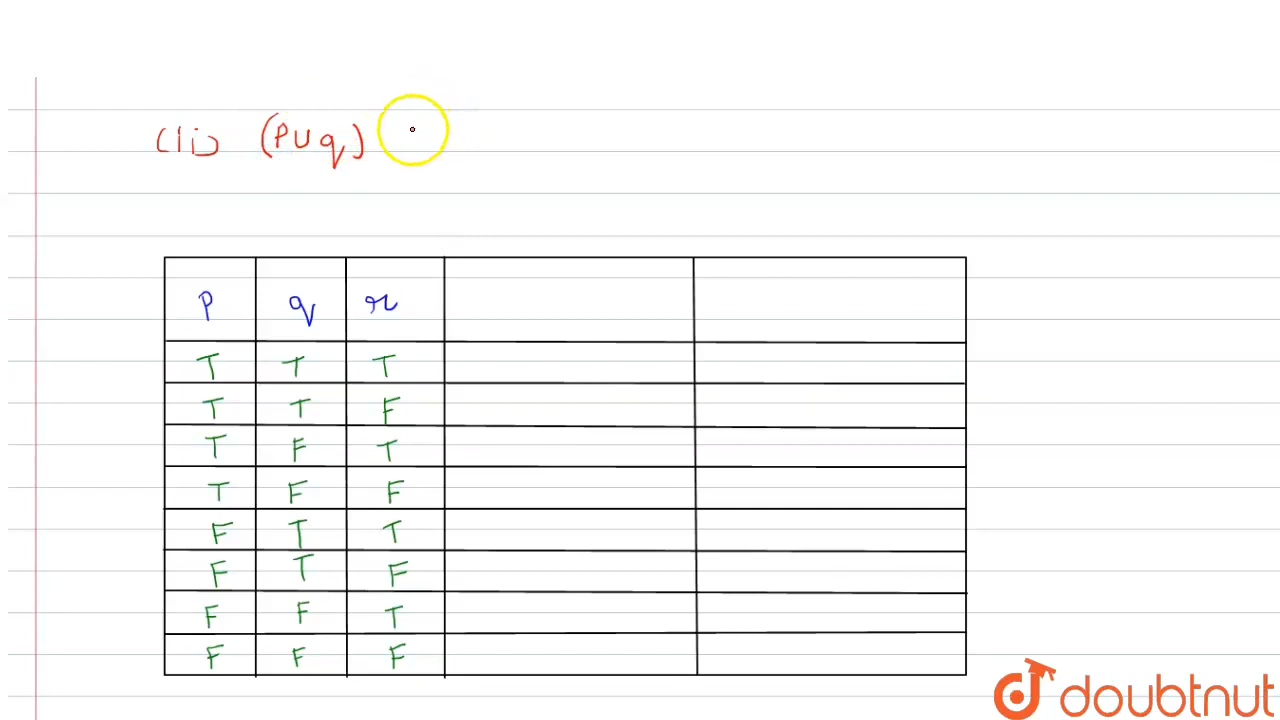 (ii) (P∪q)
P q r
T T T
T T F
T F T
T F F
F T T
F T F
F F T
F F F
doubtnut